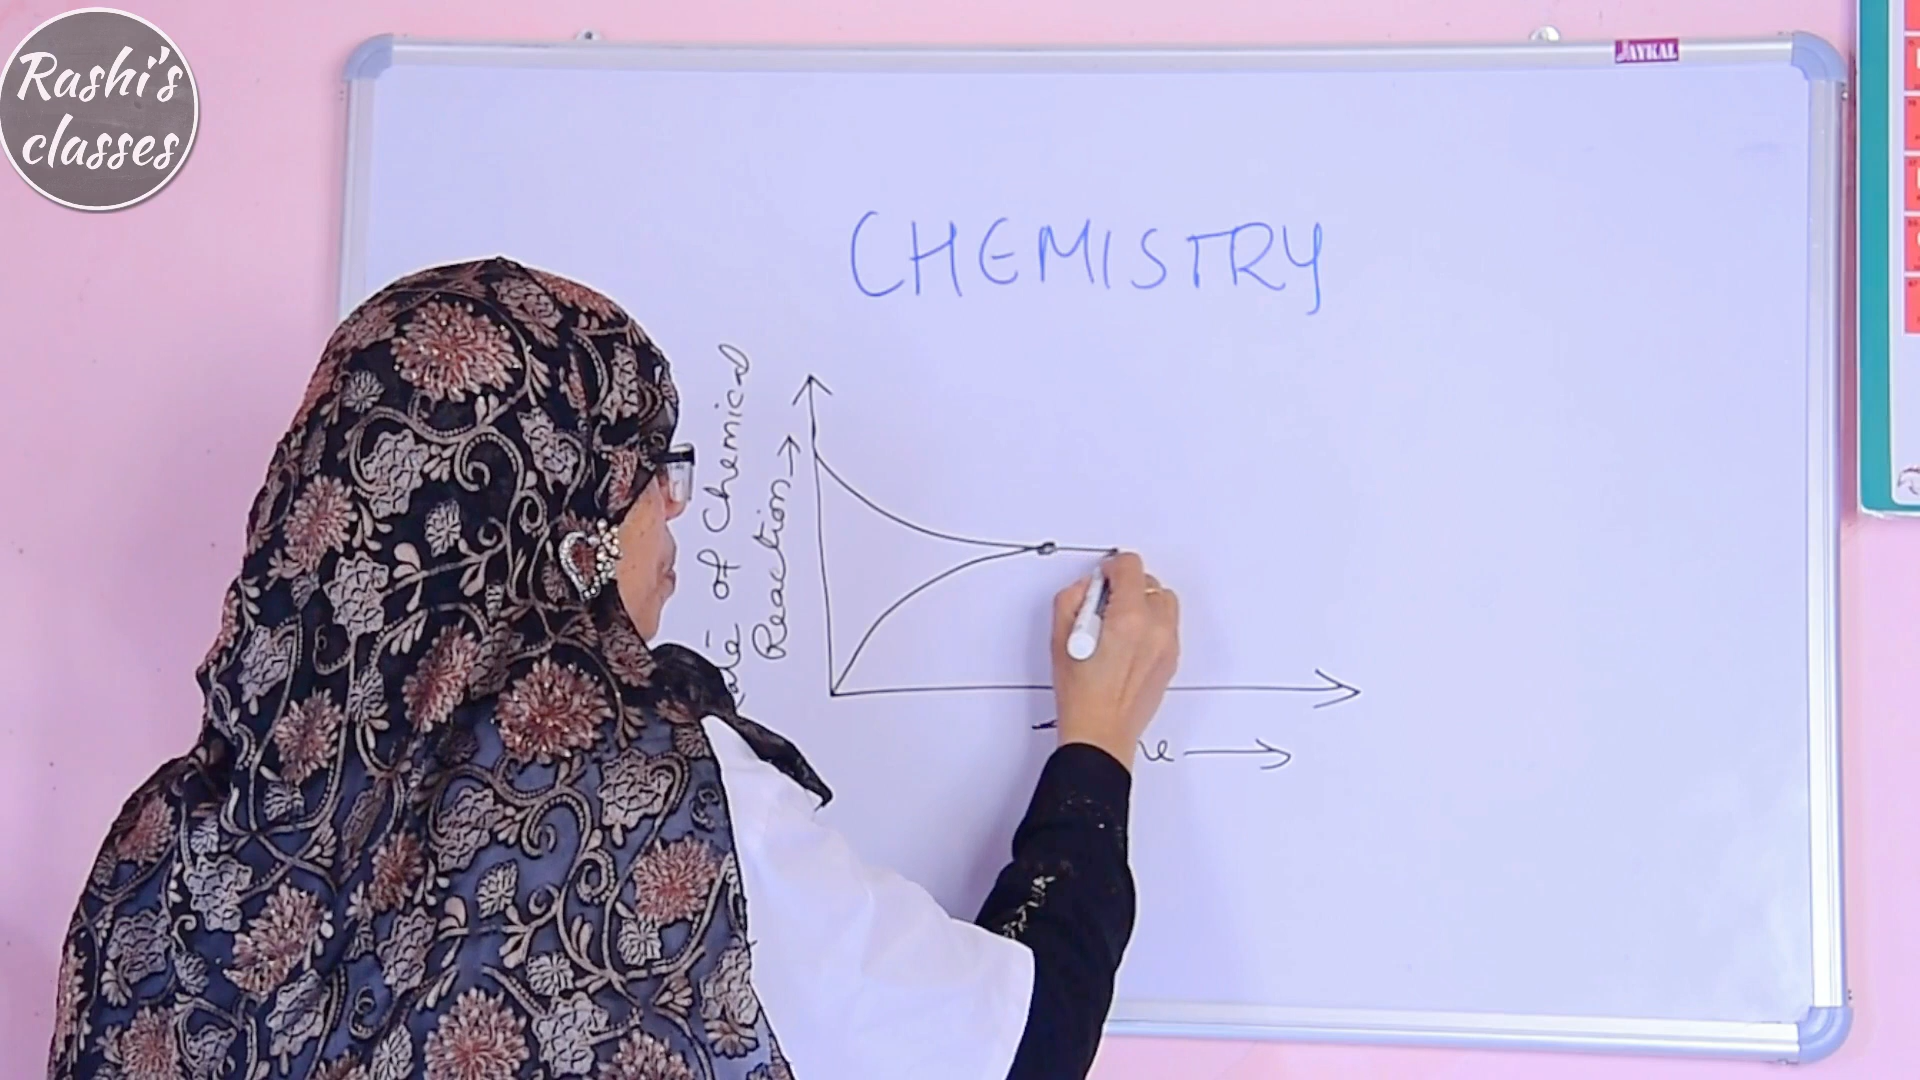 Rashi's
classes
JAYKAL
CHEMISTRY
of Chemical
Reaction →